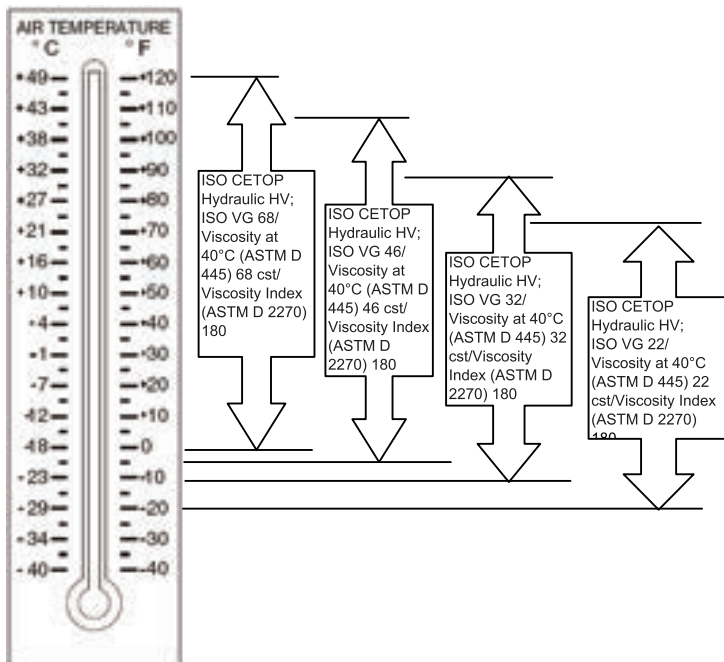 AIR TEMPERATURE
°C °F
+49 +120
+43 +110
+38 +100
+32 +90
+27 +80
+21 +70
+16 +60
+10 +50
+4 +40
-1 +30
-7 +20
-12 +10
-18 0
-23 -10
-29 -20
-34 -30
-40 -40
ISO CETOP
Hydraulic HV;
ISO VG 68/
Viscosity at
40°C (ASTM D
445) 68 cst/
Viscosity Index
(ASTM D 2270)
180
ISO CETOP
Hydraulic HV;
ISO VG 46/
Viscosity at
40°C (ASTM D
445) 46 cst/
Viscosity Index
(ASTM D
2270) 180
ISO CETOP
Hydraulic HV;
ISO VG 32/
Viscosity at 40°C
(ASTM D 445) 32
cst/Viscosity
Index (ASTM D
2270) 180
ISO CETOP
Hydraulic HV;
ISO VG 22/
Viscosity at 40°C
(ASTM D 445) 22
cst/Viscosity Index
(ASTM D 2270)
180